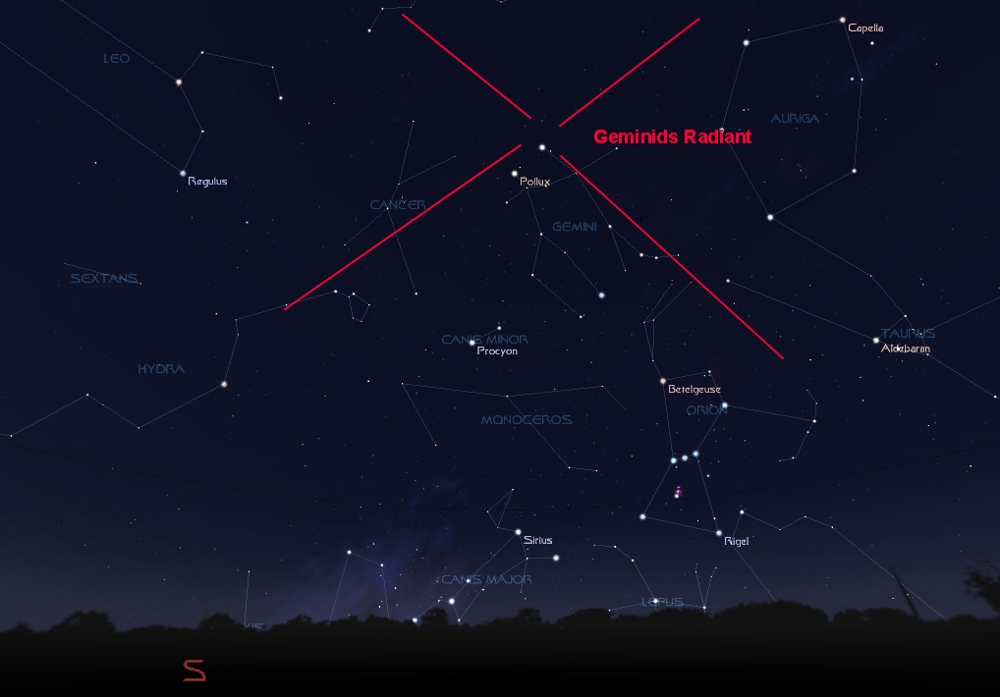 Capella
LEO
AURIGA
Geminids Radiant
Regulus
Pollux
CANCER
GEMINI
SEXTANS
CANIS MINOR
Procyon
TAURUS
Aldebaran
HYDRA
Betelgeuse
ORION
MONOCEROS
Sirius
Rigel
CANIS MAJOR
LEPUS
S